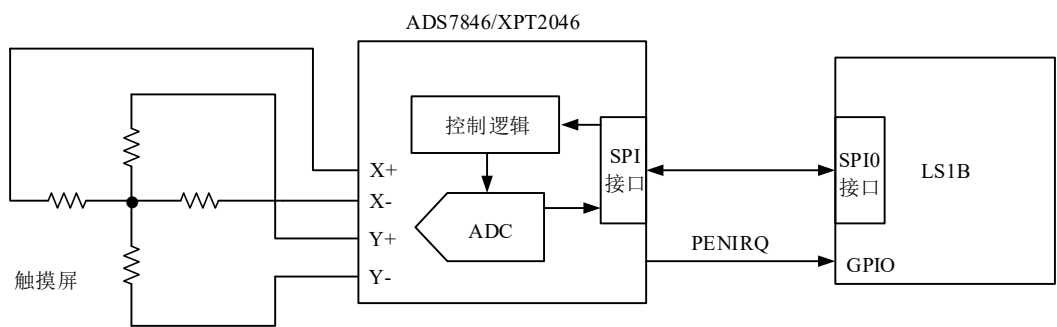 ADS7846/XPT2046
控制逻辑
ADC
SPI
接口
X+
X-
Y+
Y-
触摸屏
PENIRQ
SPI0
接口
LS1B
GPIO